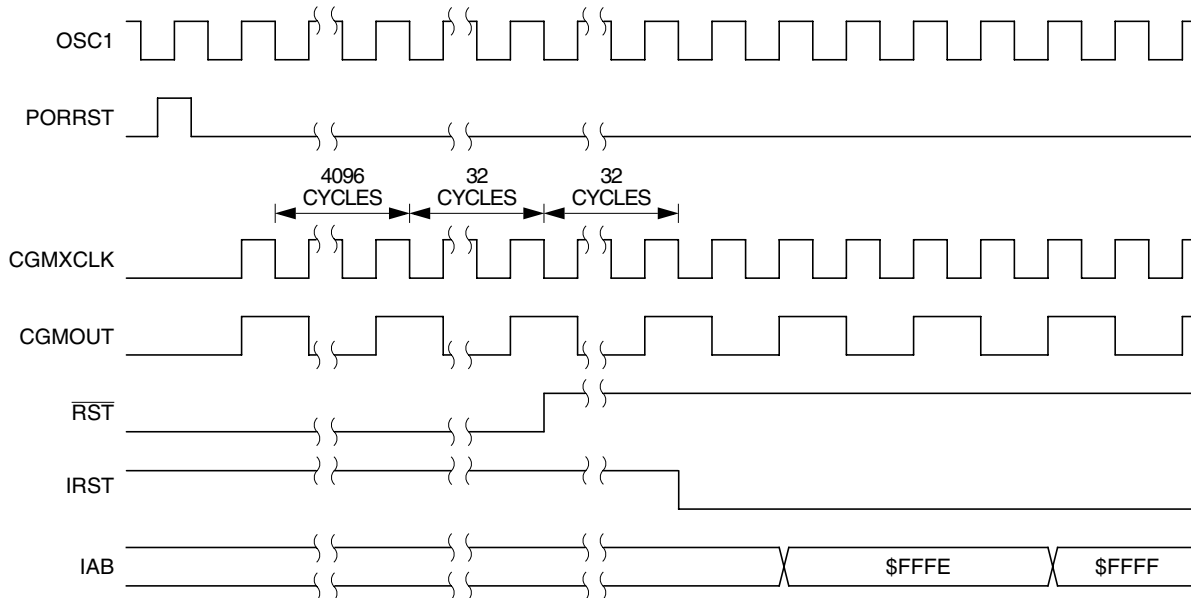 OSC1
PORRST
4096
CYCLES
32
CYCLES
32
CYCLES
CGMXCLK
CGMOUT
RST
IRST
IAB
$FFFE
$FFFF